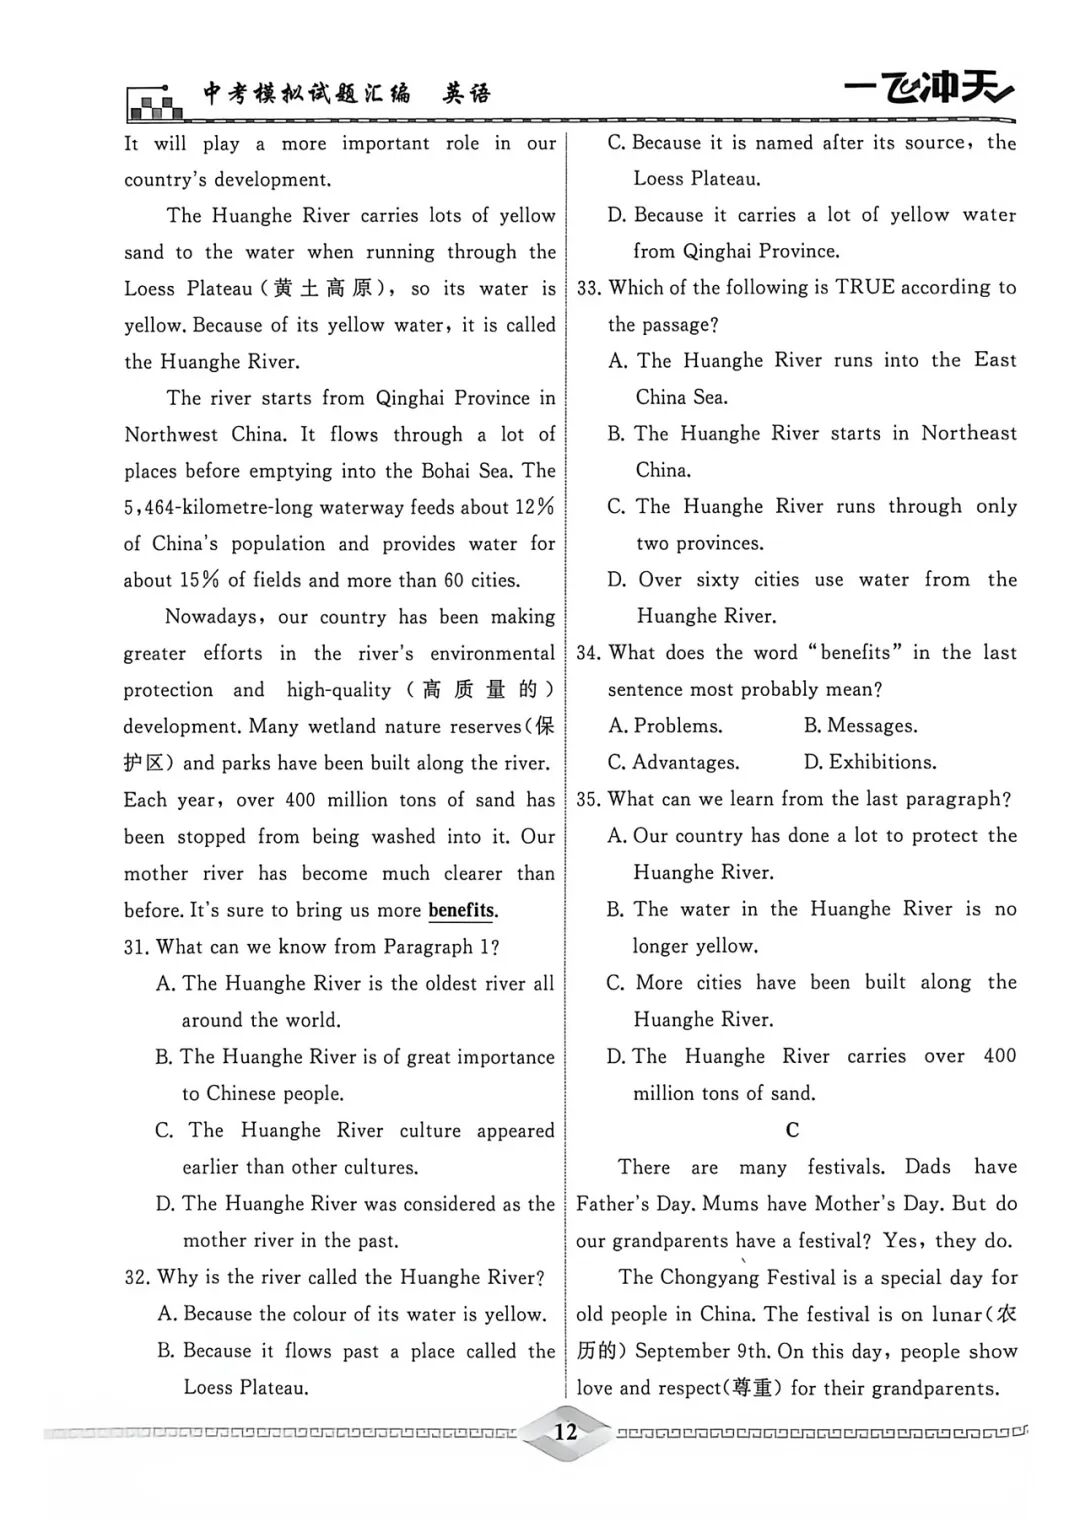 中考模拟试题汇编 英语
一飞冲天
It will play a more important role in our
country's development.
The Huanghe River carries lots of yellow
sand to the water when running through the
Loess Plateau(黄土高原), so its water is
yellow. Because of its yellow water, it is called
the Huanghe River.
The river starts from Qinghai Province in
Northwest China. It flows through a lot of
places before emptying into the Bohai Sea. The
5,464-kilometre-long waterway feeds about 12%
of China's population and provides water for
about 15% of fields and more than 60 cities.
Nowadays, our country has been making
greater efforts in the river's environmental
protection and high-quality(高质量的)
development. Many wetland nature reserves(保
护区) and parks have been built along the river.
Each year, over 400 million tons of sand has
been stopped from being washed into it. Our
mother river has become much clearer than
before. It's sure to bring us more benefits.
31. What can we know from Paragraph 1?
A. The Huanghe River is the oldest river all
around the world.
B. The Huanghe River is of great importance
to Chinese people.
C. The Huanghe River culture appeared
earlier than other cultures.
D. The Huanghe River was considered as the
mother river in the past.
32. Why is the river called the Huanghe River?
A. Because the colour of its water is yellow.
B. Because it flows past a place called the
Loess Plateau.
C. Because it is named after its source, the
Loess Plateau.
D. Because it carries a lot of yellow water
from Qinghai Province.
33. Which of the following is TRUE according to
the passage?
A. The Huanghe River runs into the East
China Sea.
B. The Huanghe River starts in Northeast
China.
C. The Huanghe River runs through only
two provinces.
D. Over sixty cities use water from the
Huanghe River.
34. What does the word "benefits" in the last
sentence most probably mean?
A. Problems. B. Messages.
C. Advantages. D. Exhibitions.
35. What can we learn from the last paragraph?
A. Our country has done a lot to protect the
Huanghe River.
B. The water in the Huanghe River is no
longer yellow.
C. More cities have been built along the
Huanghe River.
D. The Huanghe River carries over 400
million tons of sand.
C
There are many festivals. Dads have
Father's Day. Mums have Mother's Day. But do
our grandparents have a festival? Yes, they do.
The Chongyang Festival is a special day for
old people in China. The festival is on lunar(农
历的) September 9th. On this day, people show
love and respect(尊重) for their grandparents.
12